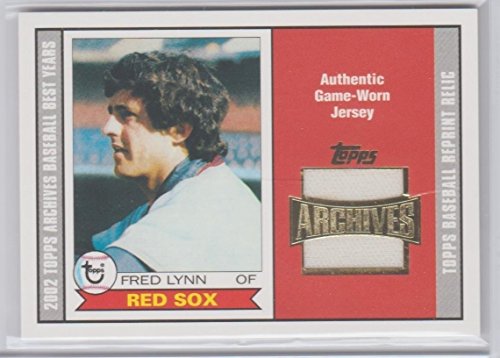 2002 TOPPS ARCHIVES BASEBALL BEST YEARS
Topps
FRED LYNN OF
RED SOX
Authentic
Game-Worn
Jersey
Topps
ARCHIVES
TOPPS BASEBALL REPRINT RELIC